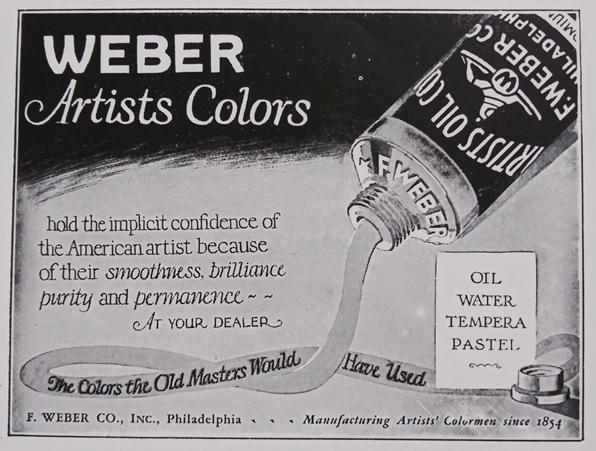 WEBER
Artists Colors
ARTISTS OIL CO
F. WEBER CO
PHILADELPHI
F. WEBER
hold the implicit confidence of
the American artist because
of their smoothness, brilliance
purity and permanence ~ ~
AT YOUR DEALER
OIL
WATER
TEMPERA
PASTEL
The Colors the Old Masters Would Have Used
F. WEBER CO., INC., Philadelphia . . . Manufacturing Artists' Colormen since 1854